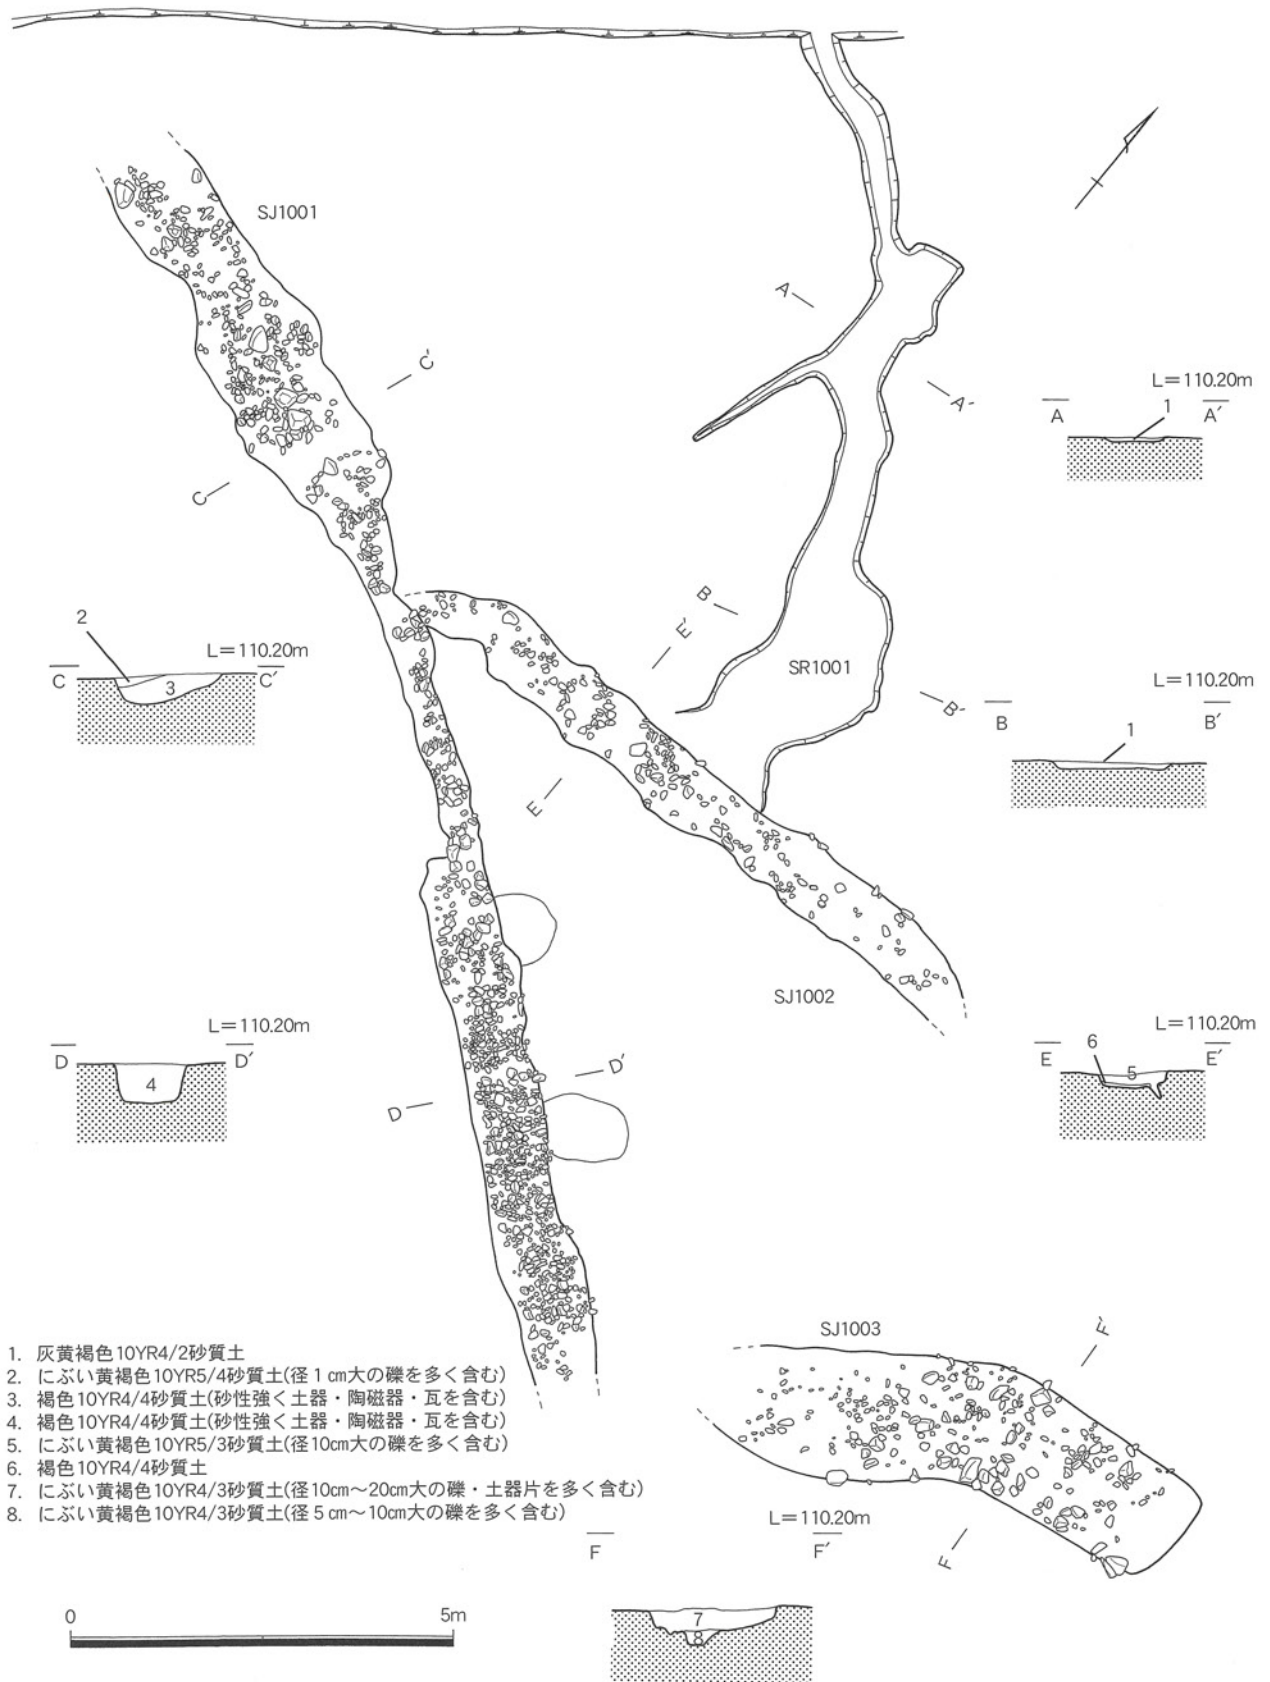 SJ1001
A
A′
C′
C
L=110.20m
1
A
A′
B
E′
SR1001
B′
2
L=110.20m
C
C′
3
L=110.20m
B
B′
1
E
SJ1002
L=110.20m
D
D′
4
D′
D
L=110.20m
6
E
E′
5
SJ1003
F′
1. 灰黄褐色10YR4/2砂質土
2. にぶい黄褐色10YR5/4砂質土(径1㎝大の礫を多く含む)
3. 褐色10YR4/4砂質土(砂性強く土器・陶磁器・瓦を含む)
4. 褐色10YR4/4砂質土(砂性強く土器・陶磁器・瓦を含む)
5. にぶい黄褐色10YR5/3砂質土(径10㎝大の礫を多く含む)
6. 褐色10YR4/4砂質土
7. にぶい黄褐色10YR4/3砂質土(径10㎝〜20㎝大の礫・土器片を多く含む)
8. にぶい黄褐色10YR4/3砂質土(径5㎝〜10㎝大の礫を多く含む)
L=110.20m
F
F′
F
0
5m
7
8